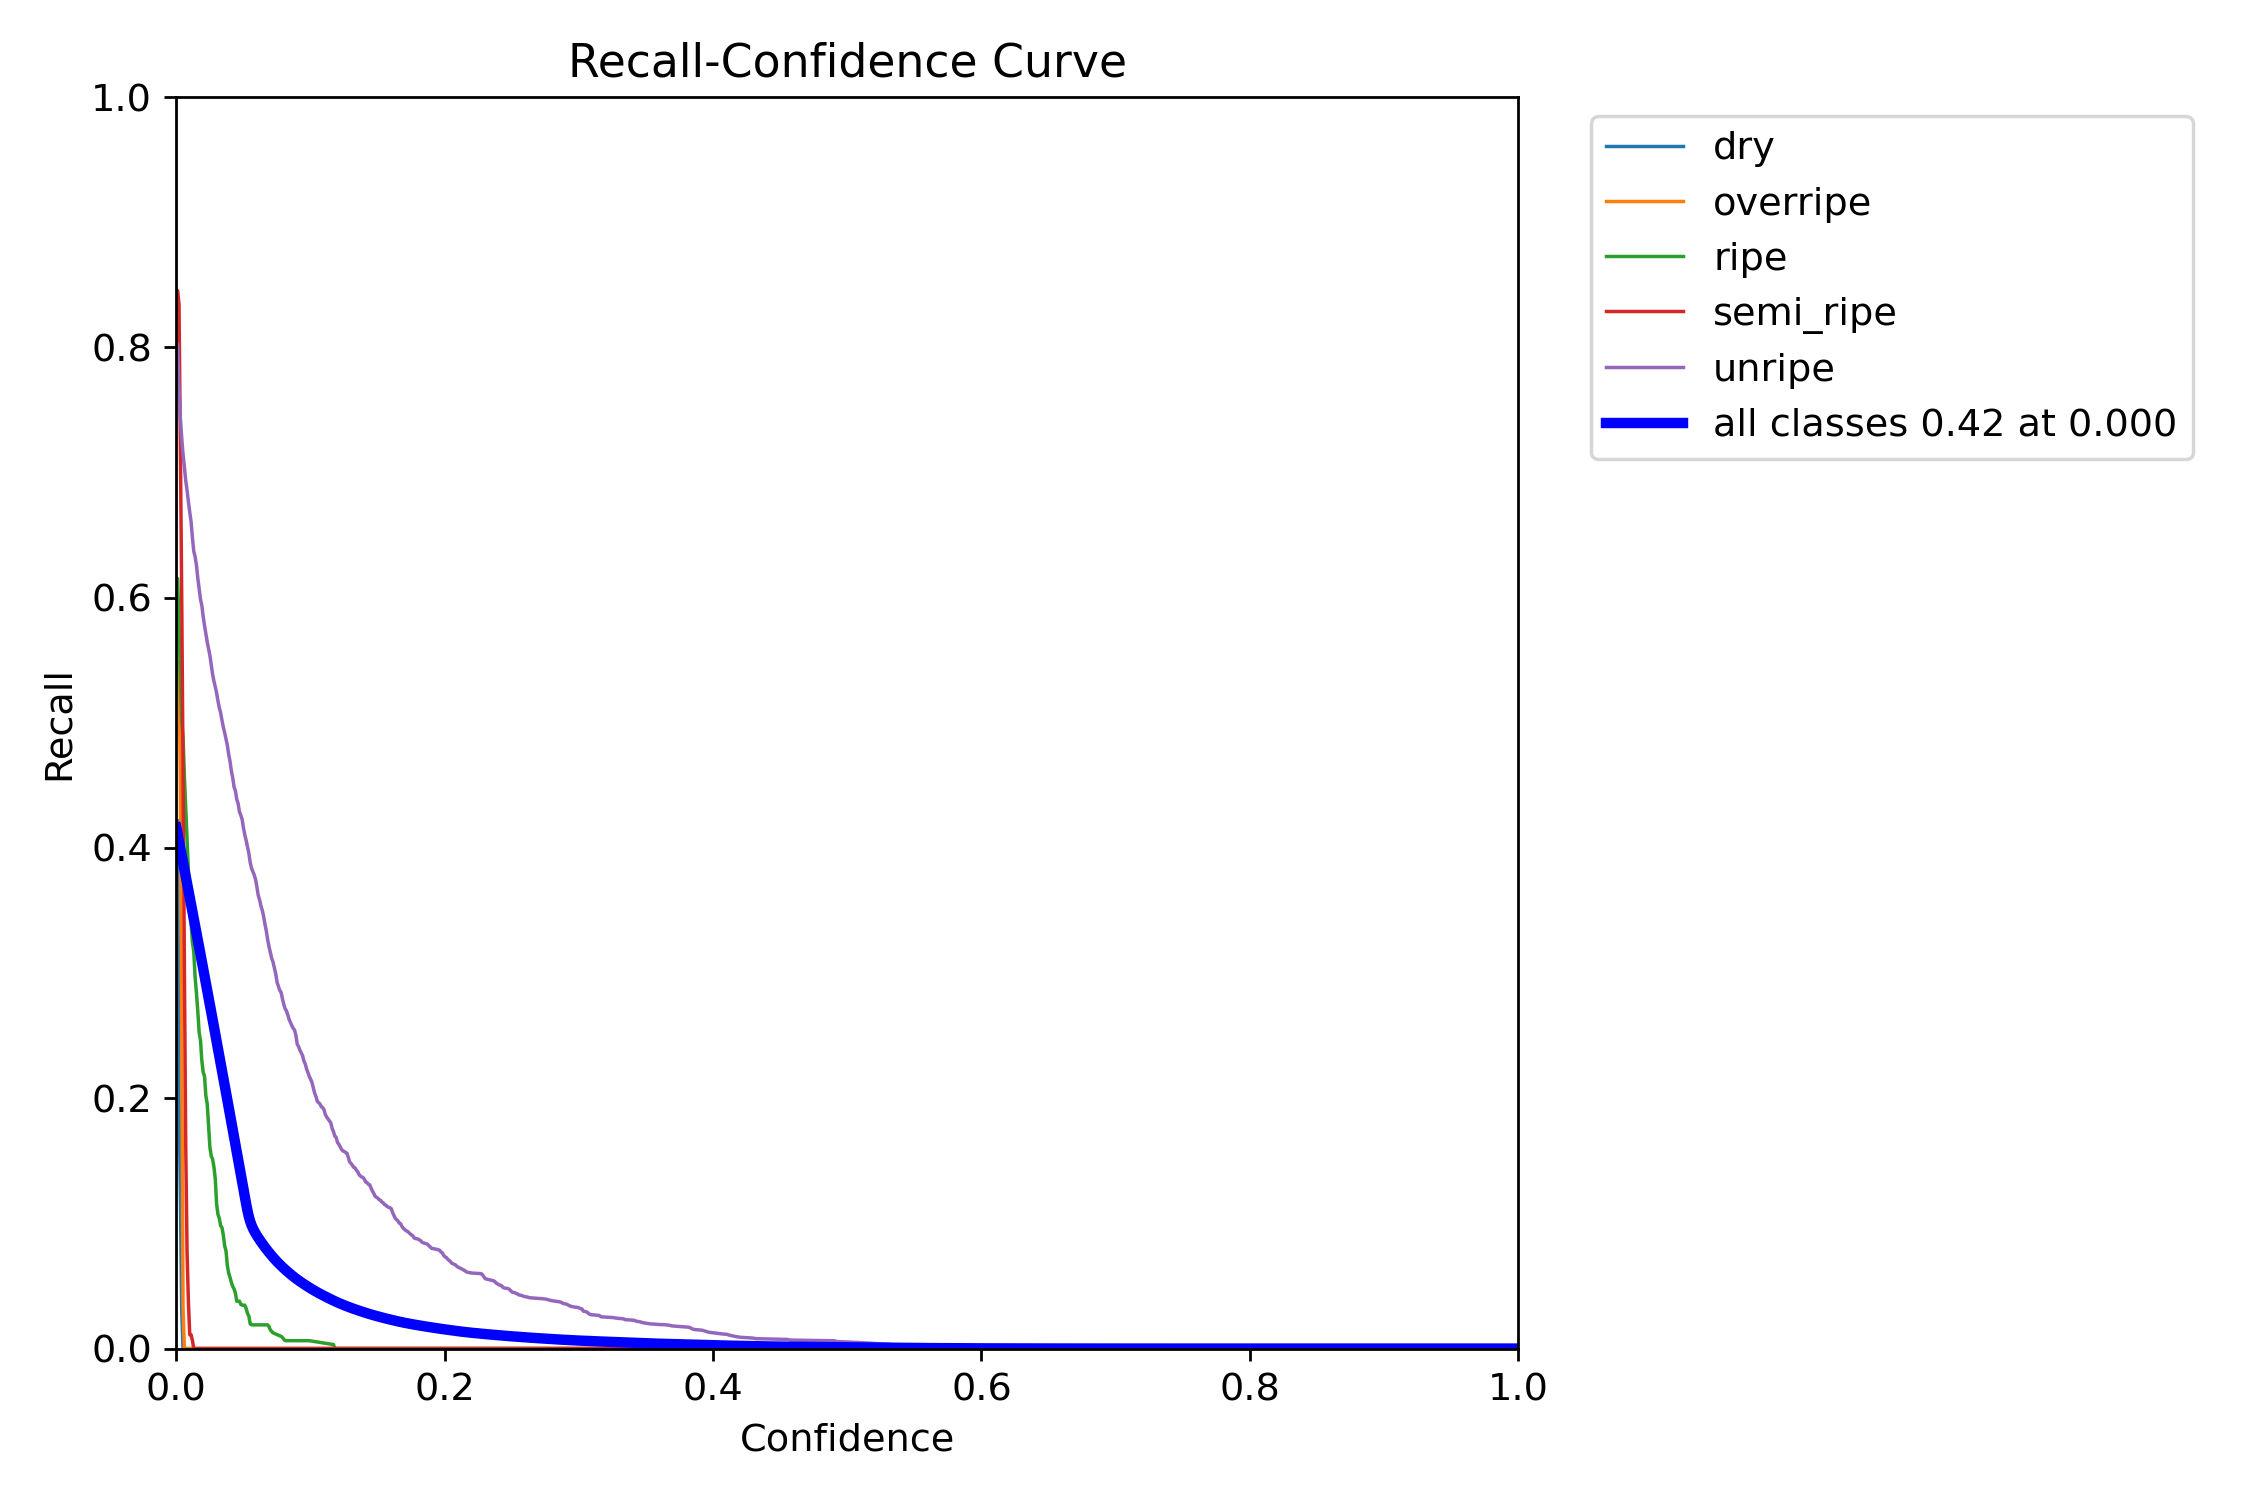 Recall-Confidence Curve
1.0
0.8
0.6
0.4
0.2
0.0
Recall
0.0 0.2 0.4 0.6 0.8 1.0
Confidence
dry
overripe
ripe
semi_ripe
unripe
all classes 0.42 at 0.000